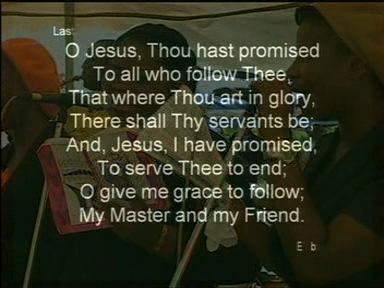 Las
O Jesus, Thou hast promised
To all who follow Thee,
That where Thou art in glory,
There shall Thy servants be;
And, Jesus, I have promised,
To serve Thee to end;
O give me grace to follow;
My Master and my Friend.
E b